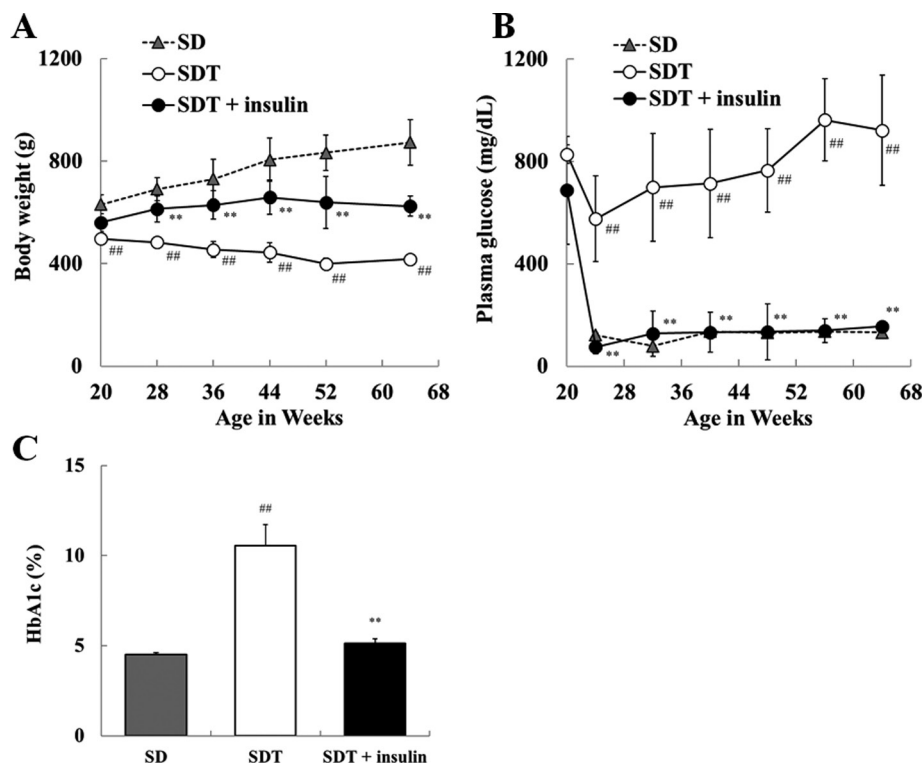 A
SD
SDT
SDT + insulin
1200
800
400
0
Body weight (g)
** ** ** ** **
## ## ## ## ## ##
20 28 36 44 52 60 68
Age in Weeks
B
SD
SDT
SDT + insulin
1200
800
400
0
Plasma glucose (mg/dL)
## ## ## ## ## ##
** ** ** ** ** **
20 28 36 44 52 60 68
Age in Weeks
C
15
10
5
0
HbA1c (%)
##
**
SD SDT SDT + insulin